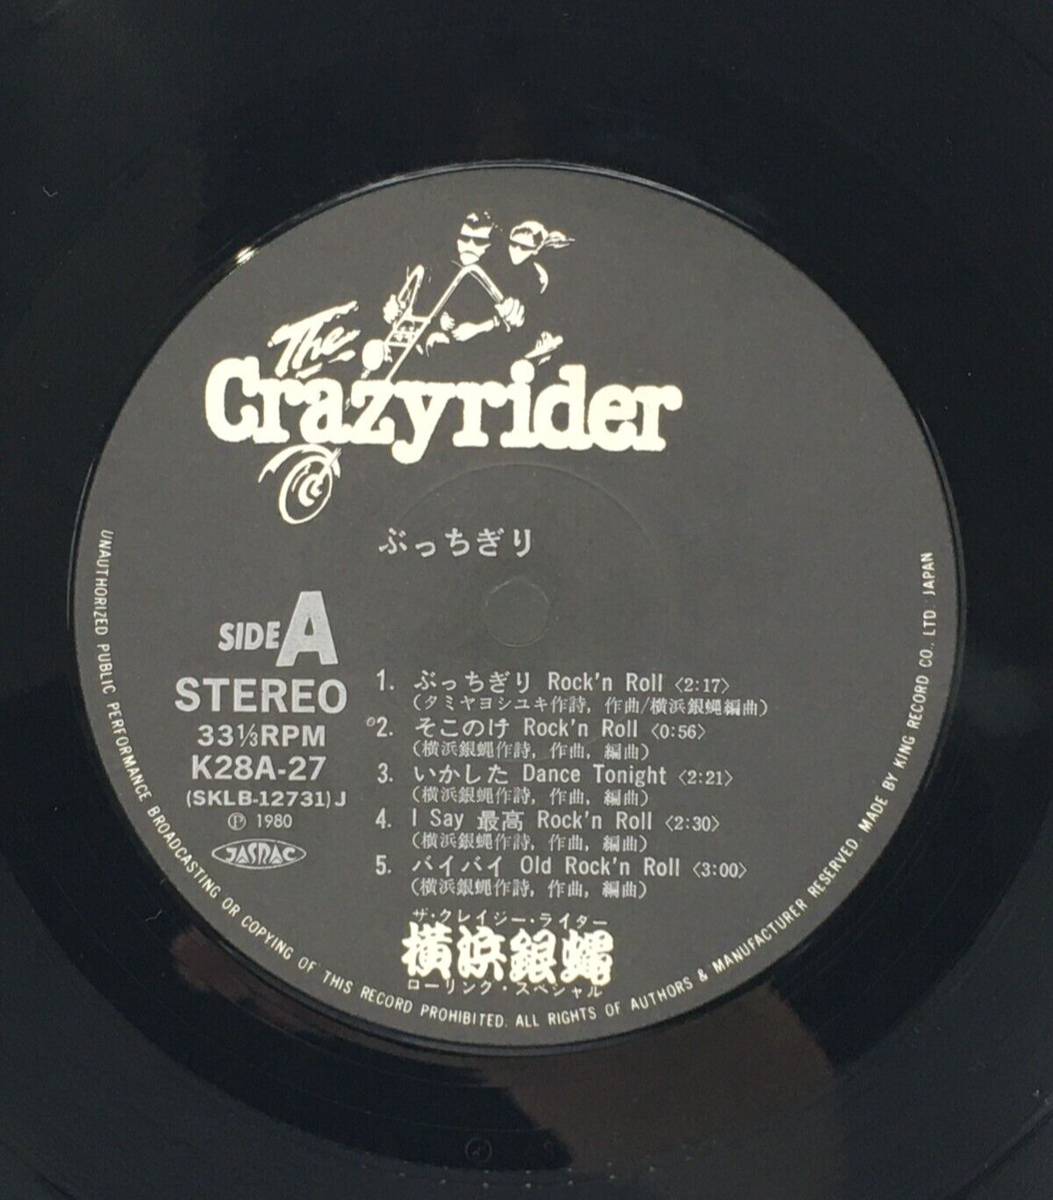 The
Crazyrider
ぶっちぎり
SIDE A
STEREO
33⅓RPM
K28A-27
(SKLB-12731)J
Ⓟ 1980
JASRAC
1. ぶっちぎり Rock'n Roll <2:17>
(タミヤヨシユキ作詩, 作曲/横浜銀蝿編曲)
2. そこのけ Rock'n Roll <0:56>
(横浜銀蝿作詩, 作曲, 編曲)
3. いかした Dance Tonight <2:21>
(横浜銀蝿作詩, 作曲, 編曲)
4. I Say 最高 Rock'n Roll <2:30>
(横浜銀蝿作詩, 作曲, 編曲)
5. バイバイ Old Rock'n Roll <3:00>
(横浜銀蝿作詩, 作曲, 編曲)
ザ・クレイジー・ライダー
横浜銀蝿
ローリング・スペシャル
UNAUTHORIZED PUBLIC PERFORMANCE BROADCASTING OR COPYING OF THIS RECORD PROHIBITED. ALL RIGHTS OF AUTHORS & MANUFACTURER RESERVED. MADE BY KING RECORD CO., LTD. JAPAN